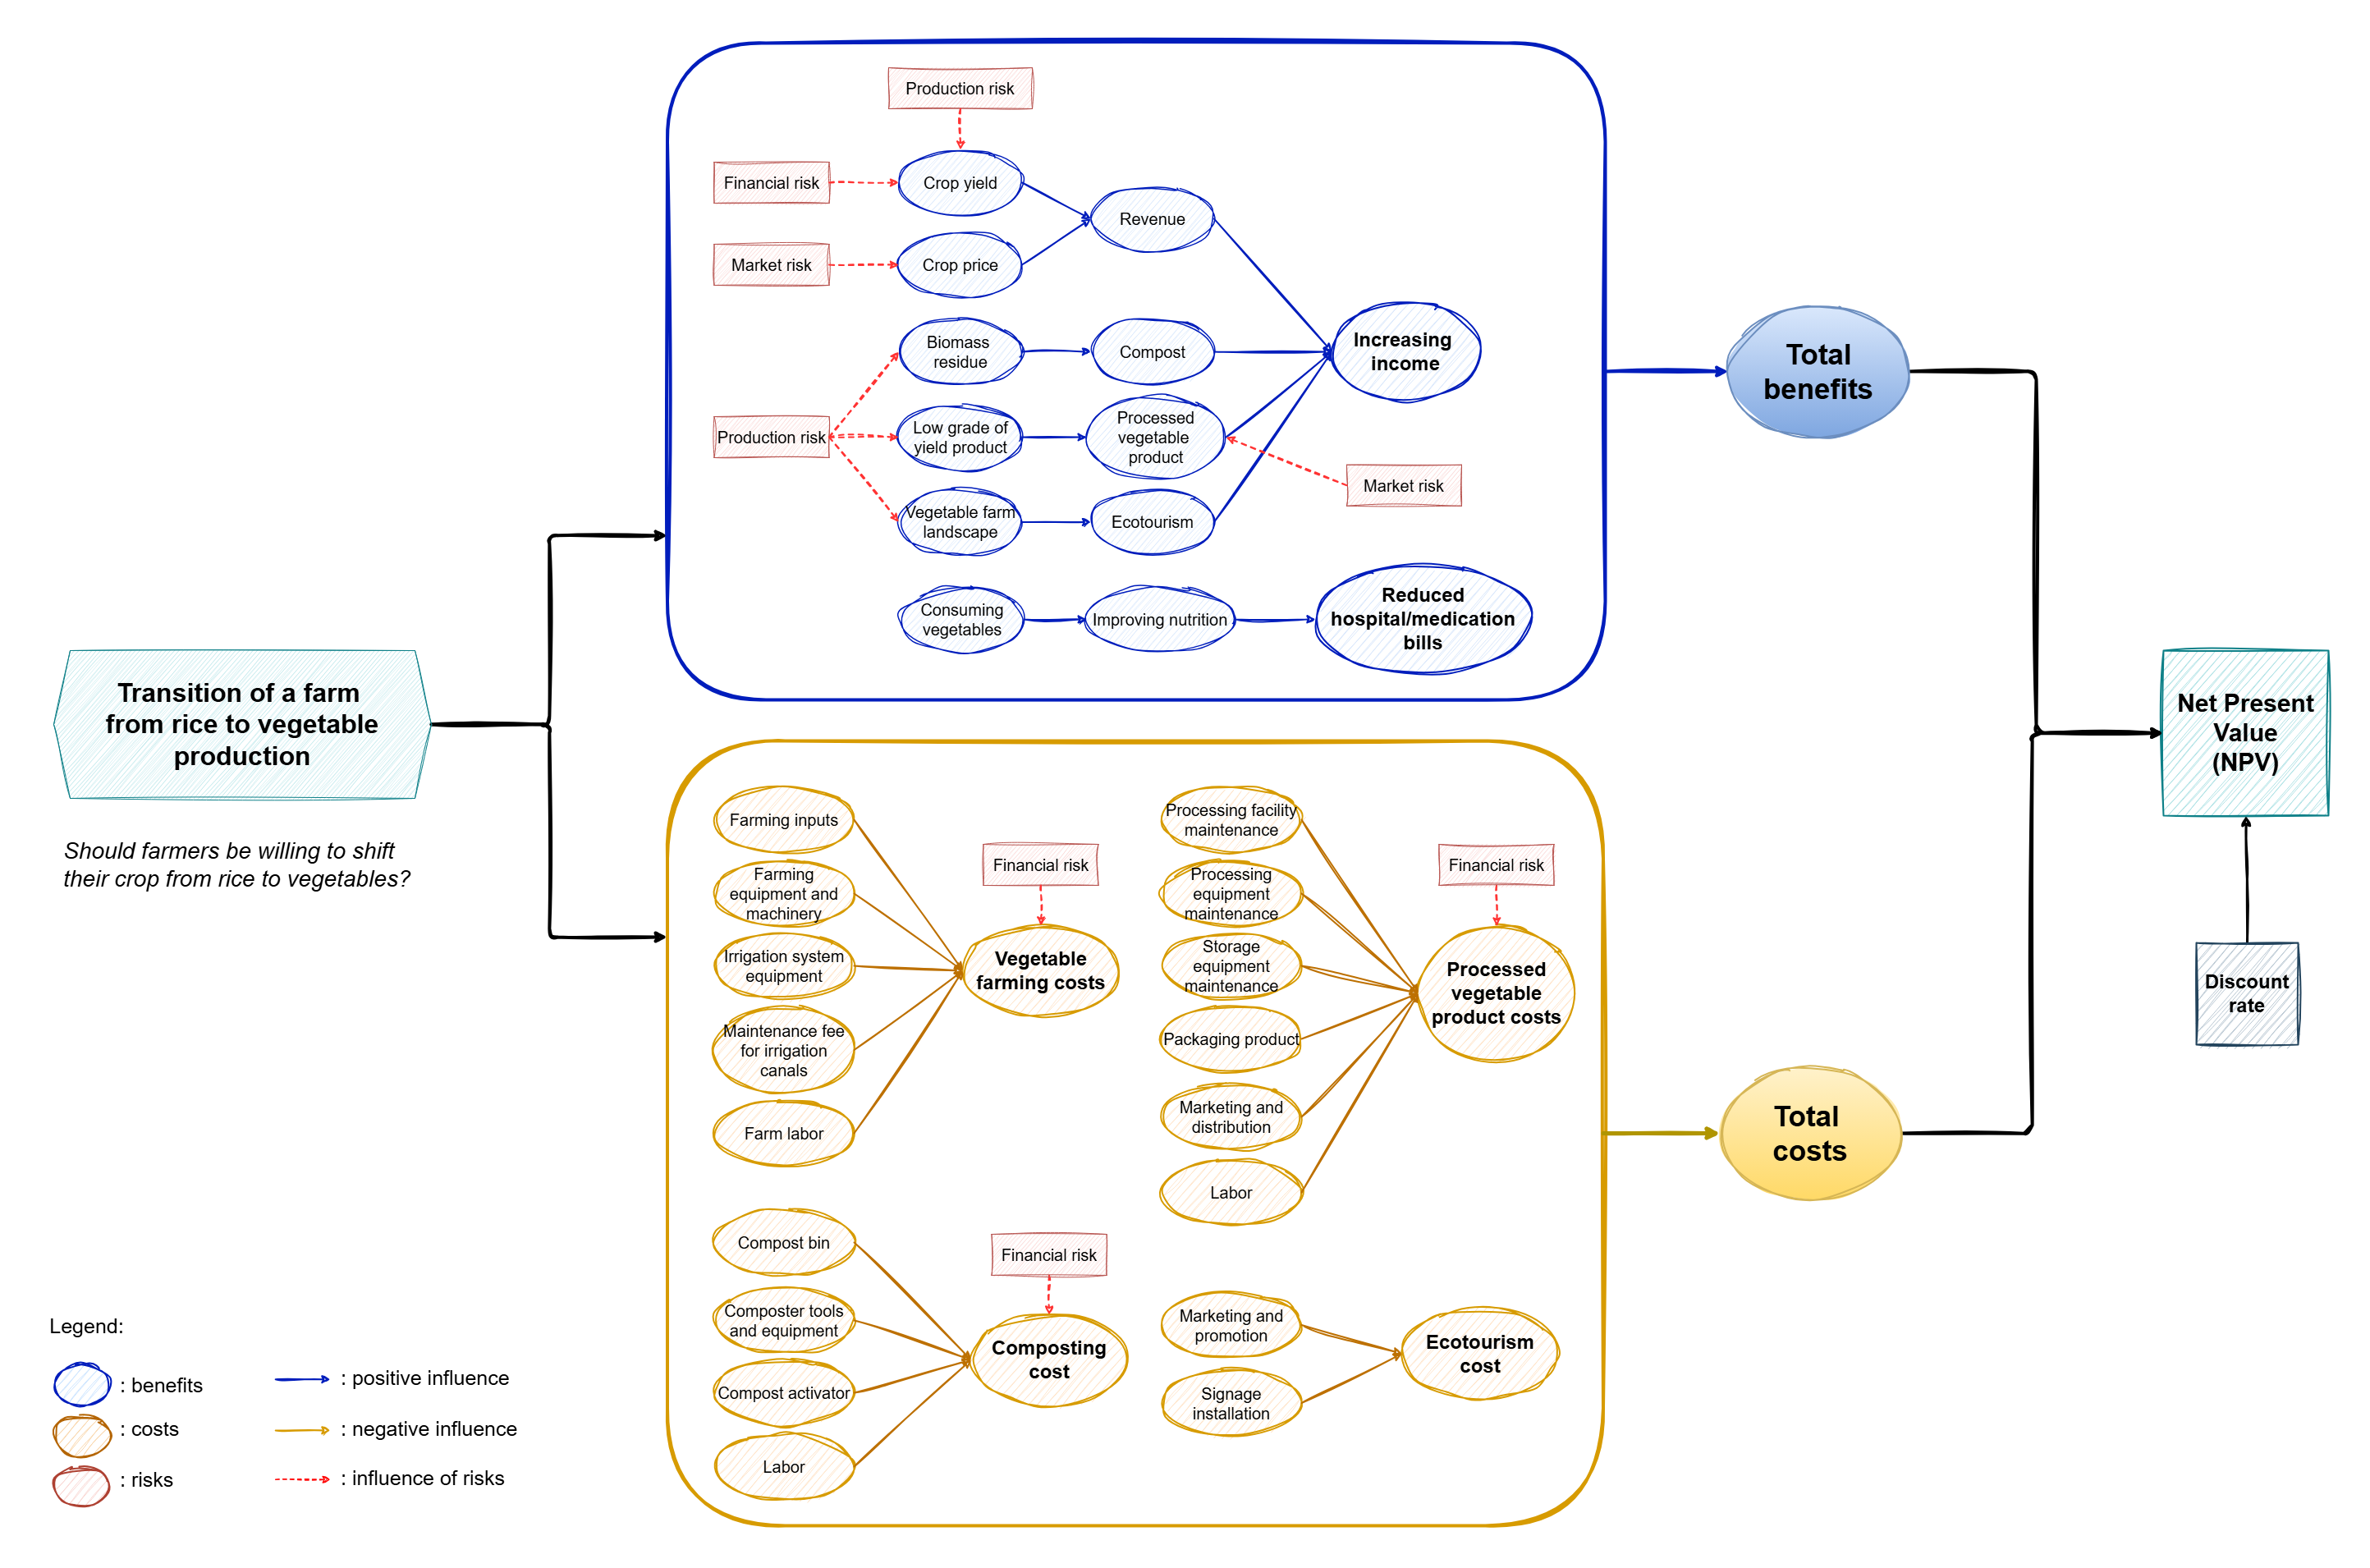 Production risk
Financial risk
Crop yield
Revenue
Market risk
Crop price
Biomass
residue
Compost
Increasing
income
Production risk
Low grade of
yield product
Processed
vegetable
product
Market risk
Vegetable farm
landscape
Ecotourism
Consuming
vegetables
Improving nutrition
Reduced
hospital/medication
bills
Total
benefits
Transition of a farm
from rice to vegetable
production
Should farmers be willing to shift
their crop from rice to vegetables?
Net Present
Value
(NPV)
Discount
rate
Farming inputs
Farming
equipment and
machinery
Irrigation system
equipment
Maintenance fee
for irrigation
canals
Farm labor
Financial risk
Vegetable
farming costs
Processing facility
maintenance
Processing
equipment
maintenance
Storage
equipment
maintenance
Packaging product
Marketing and
distribution
Labor
Financial risk
Processed
vegetable
product costs
Total
costs
Compost bin
Composter tools
and equipment
Compost activator
Labor
Financial risk
Composting
cost
Marketing and
promotion
Signage
installation
Ecotourism
cost
Legend:
: benefits
: costs
: risks
: positive influence
: negative influence
: influence of risks